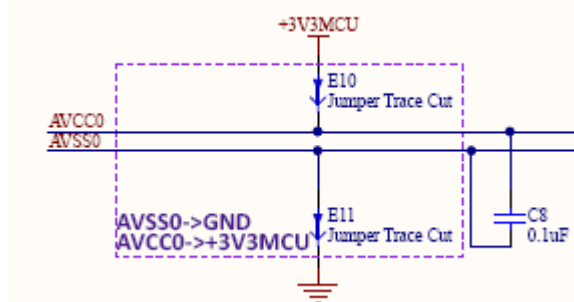 +3V3MCU
E10
Jumper Trace Cut
AVCC0
AVSS0
E11
AVSS0->GND
AVCC0->+3V3MCU
Jumper Trace Cut
C8
0.1uF